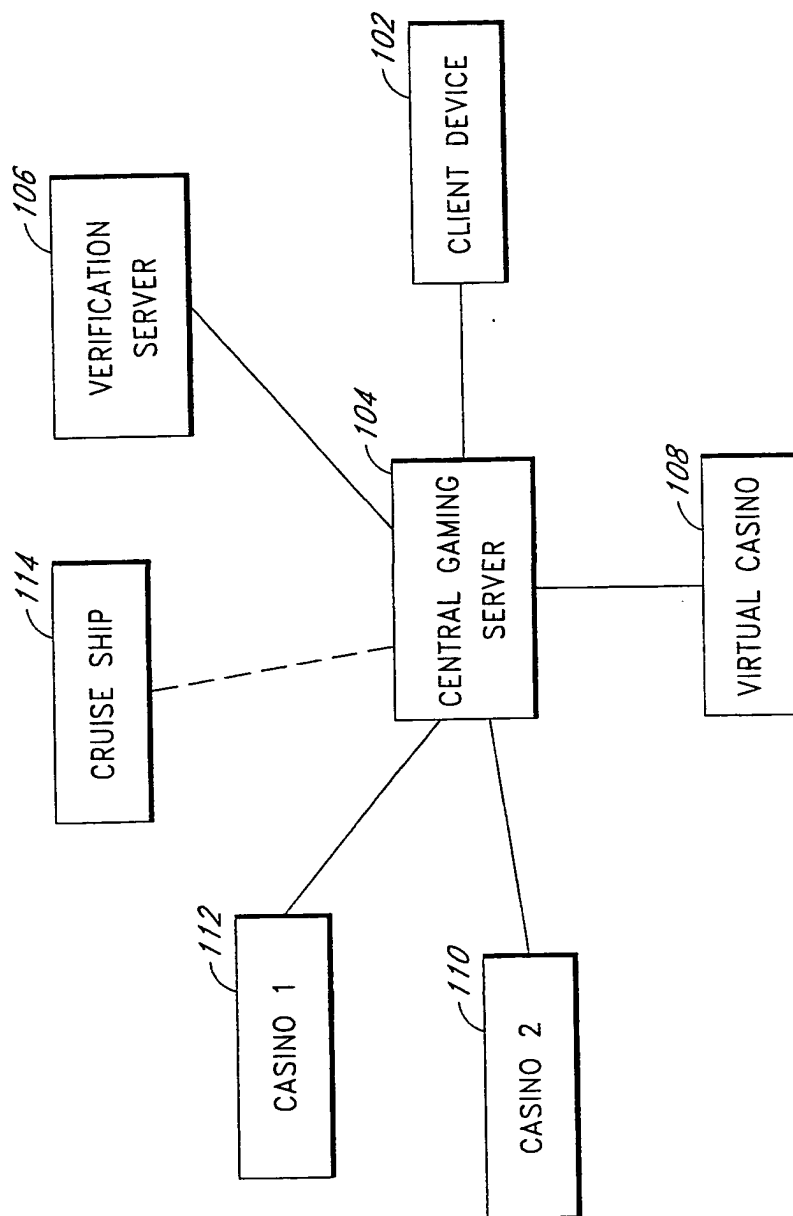 114
CRUISE SHIP
106
VERIFICATION
SERVER
112
CASINO 1
104
CENTRAL GAMING
SERVER
102
CLIENT DEVICE
110
CASINO 2
108
VIRTUAL CASINO